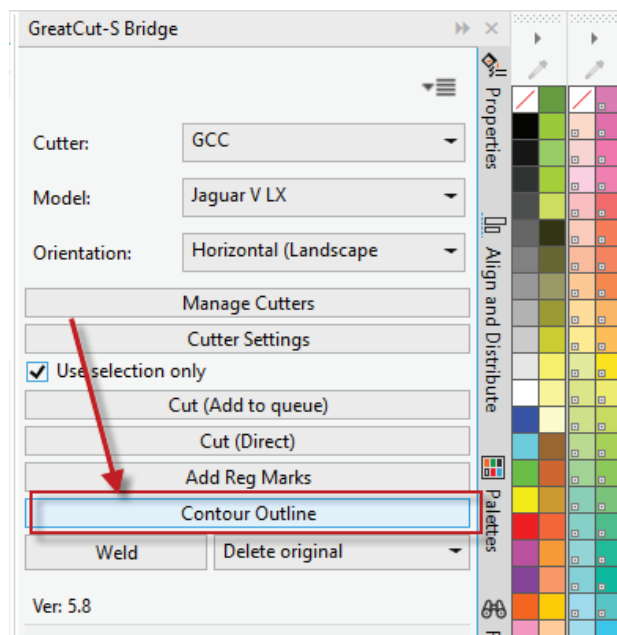 GreatCut-S Bridge
Cutter:
GCC
Model:
Jaguar V LX
Orientation:
Horizontal (Landscape
Manage Cutters
Cutter Settings
Use selection only
Cut (Add to queue)
Cut (Direct)
Add Reg Marks
Contour Outline
Weld
Delete original
Ver: 5.8
Properties
Align and Distribute
Palettes